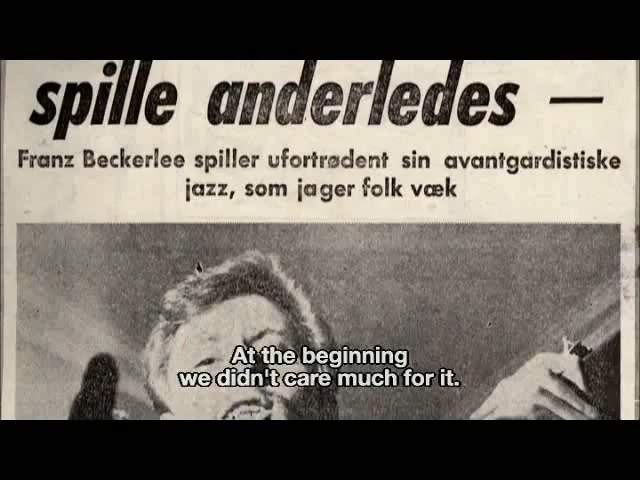 spille anderledes —
Franz Beckerlee spiller ufortrødent sin avantgardistiske
jazz, som jager folk væk
At the beginning
we didn't care much for it.